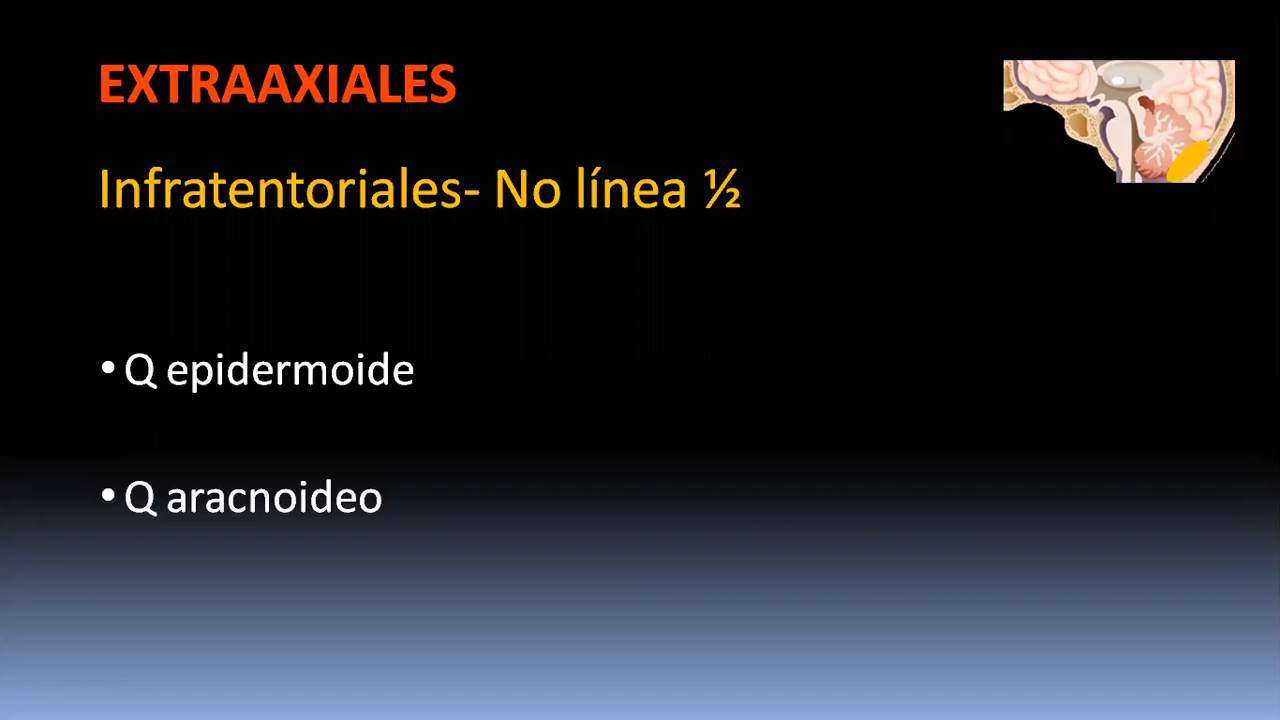 EXTRAAXIALES
Infratentoriales- No línea ½
• Q epidermoide
• Q aracnoideo